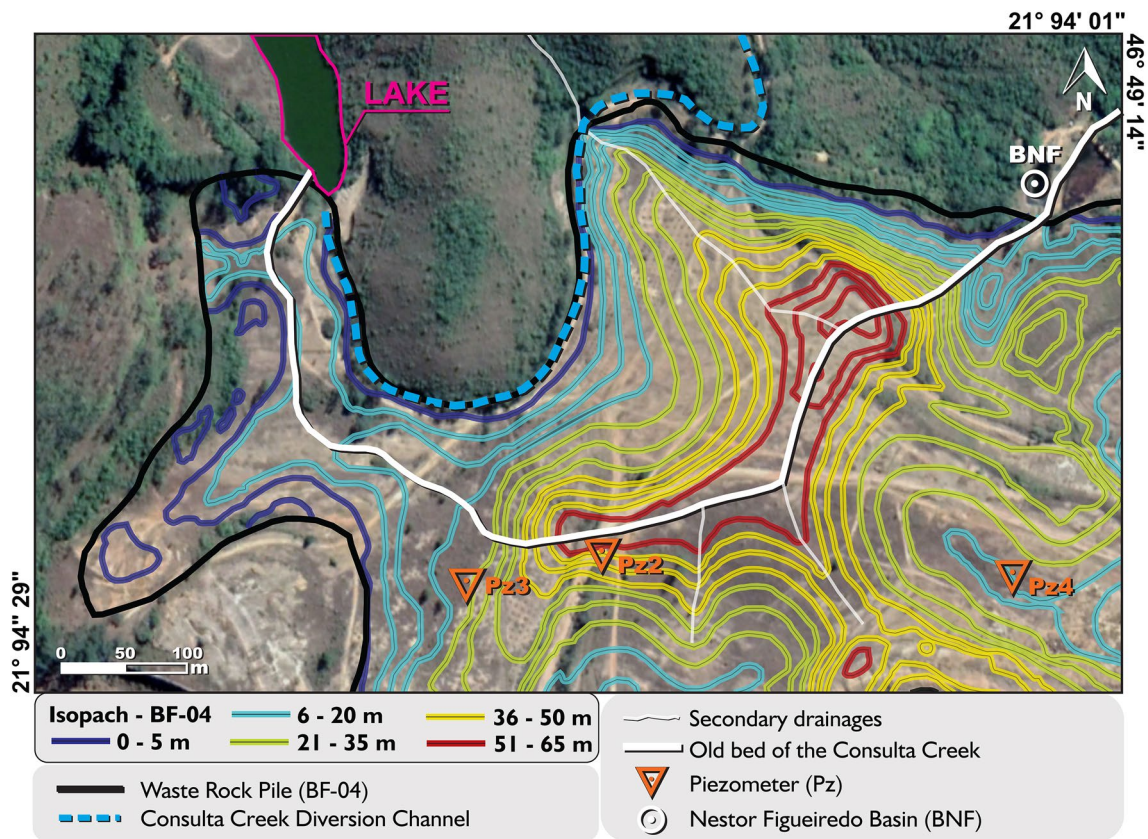 21° 94' 01"
46° 49' 14"
LAKE
N
BNF
Pz2
Pz3
Pz4
21° 94' 29"
0 50 100
m
Isopach - BF-04
0 - 5 m
6 - 20 m
21 - 35 m
36 - 50 m
51 - 65 m
Waste Rock Pile (BF-04)
Consulta Creek Diversion Channel
Secondary drainages
Old bed of the Consulta Creek
Piezometer (Pz)
Nestor Figueiredo Basin (BNF)